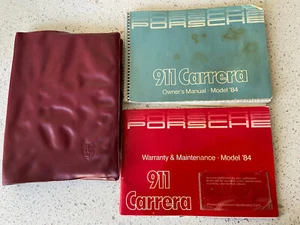 PORSCHE
911 Carrera
Owner's Manual · Model '84
PORSCHE
Warranty & Maintenance · Model '84
911
Carrera